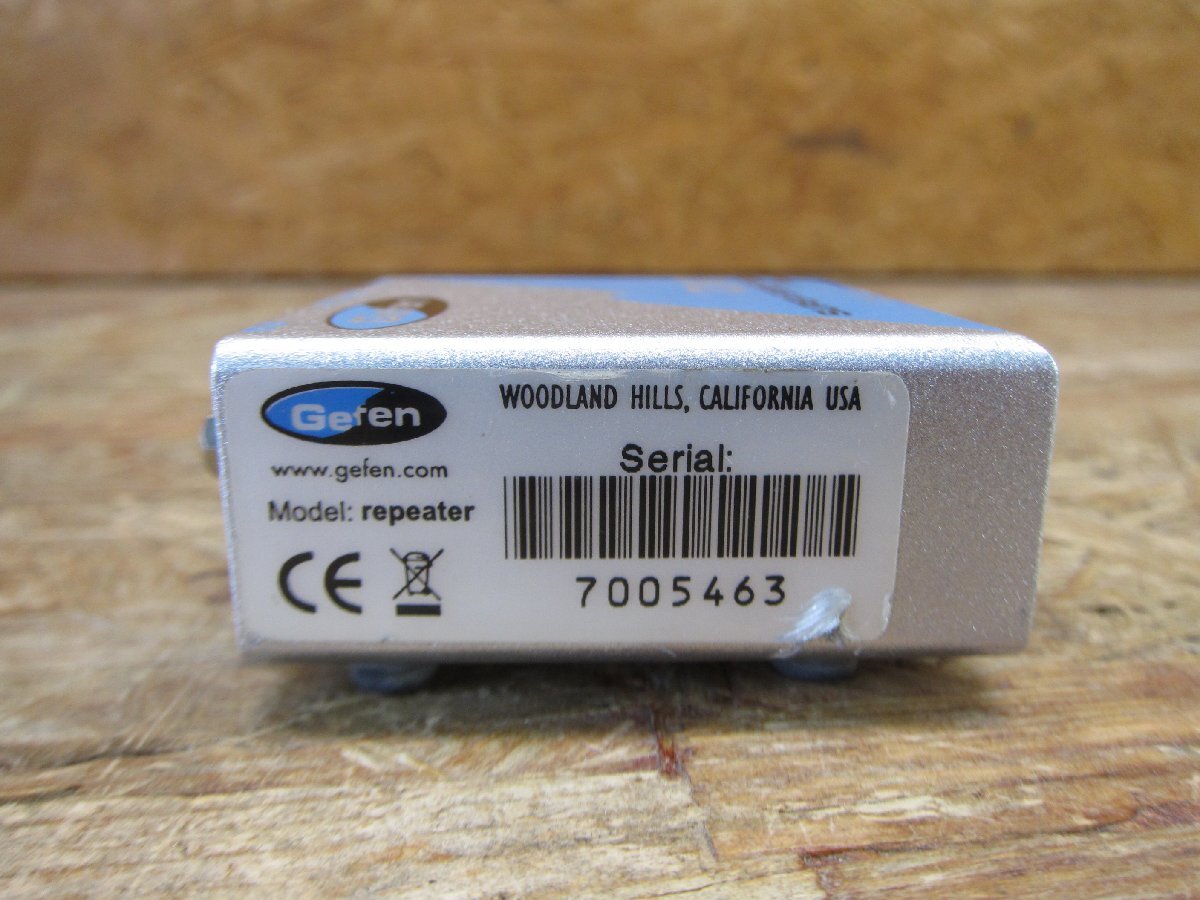 Gefen
www.gefen.com
Model: repeater
CE
WOODLAND HILLS, CALIFORNIA USA
Serial:
7005463